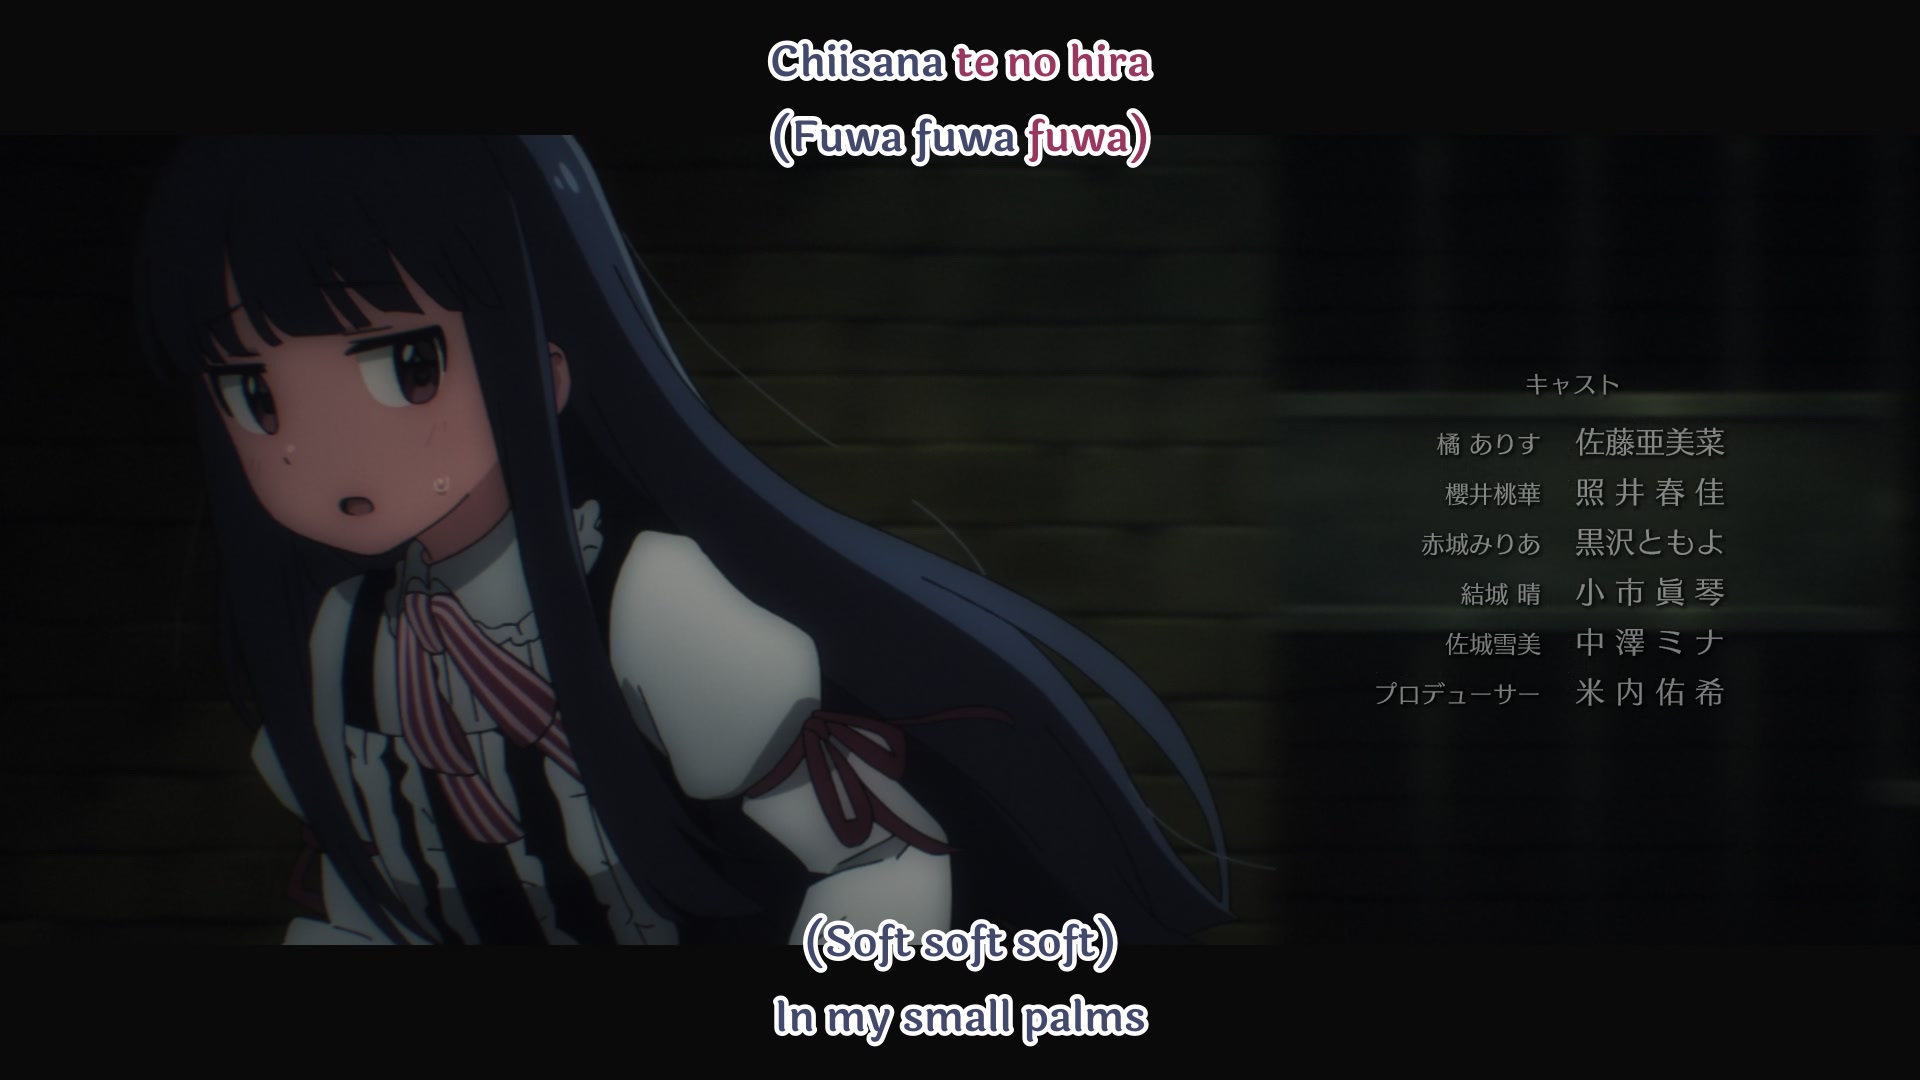 Chiisana te no hira
(Fuwa fuwa fuwa)
キャスト
橘 ありす 佐藤亜美菜
櫻井桃華 照井春佳
赤城みりあ 黒沢ともよ
結城 晴 小市眞琴
佐城雪美 中澤ミナ
プロデューサー 米内佑希
(Soft soft soft)
In my small palms